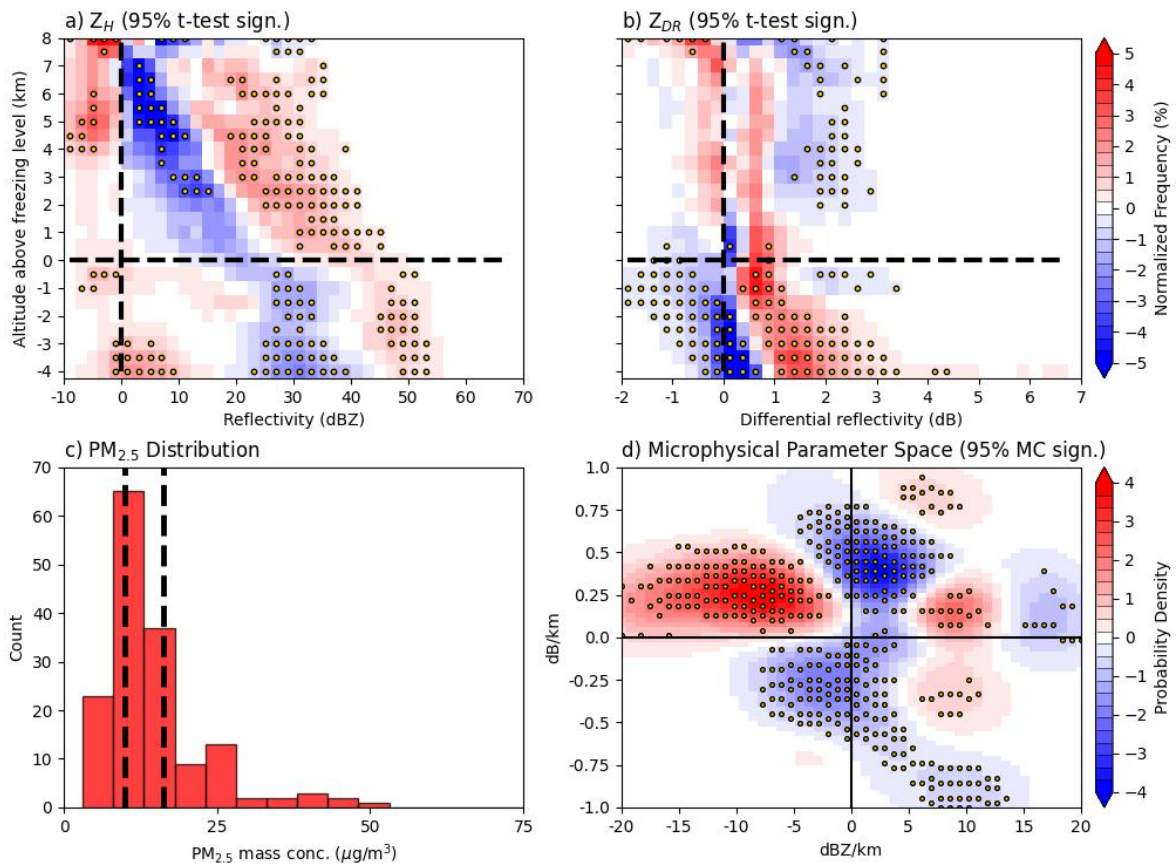 a) Z_H (95% t-test sign.)
b) Z_DR (95% t-test sign.)
Altitude above freezing level (km)
8
7
6
5
4
3
2
1
0
-1
-2
-3
-4
-10 0 10 20 30 40 50 60 70
Reflectivity (dBZ)
-2 -1 0 1 2 3 4 5 6 7
Differential reflectivity (dB)
5
4
3
2
1
0
−1
−2
−3
−4
−5
Normalized Frequency (%)
c) PM2.5 Distribution
d) Microphysical Parameter Space (95% MC sign.)
Count
70
60
50
40
30
20
10
0
0 25 50 75
PM2.5 mass conc. (μg/m³)
dB/km
1.0
0.75
0.5
0.25
0.0
-0.25
-0.5
-0.75
-1.0
-20 -15 -10 -5 0 5 10 15 20
dBZ/km
4
3
2
1
0
−1
−2
−3
−4
Probability Density